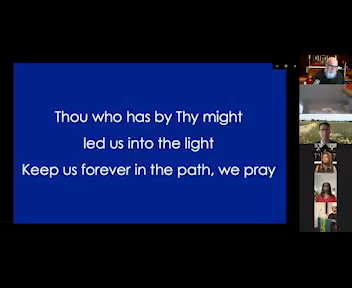 Thou who has by Thy might
led us into the light
Keep us forever in the path, we pray